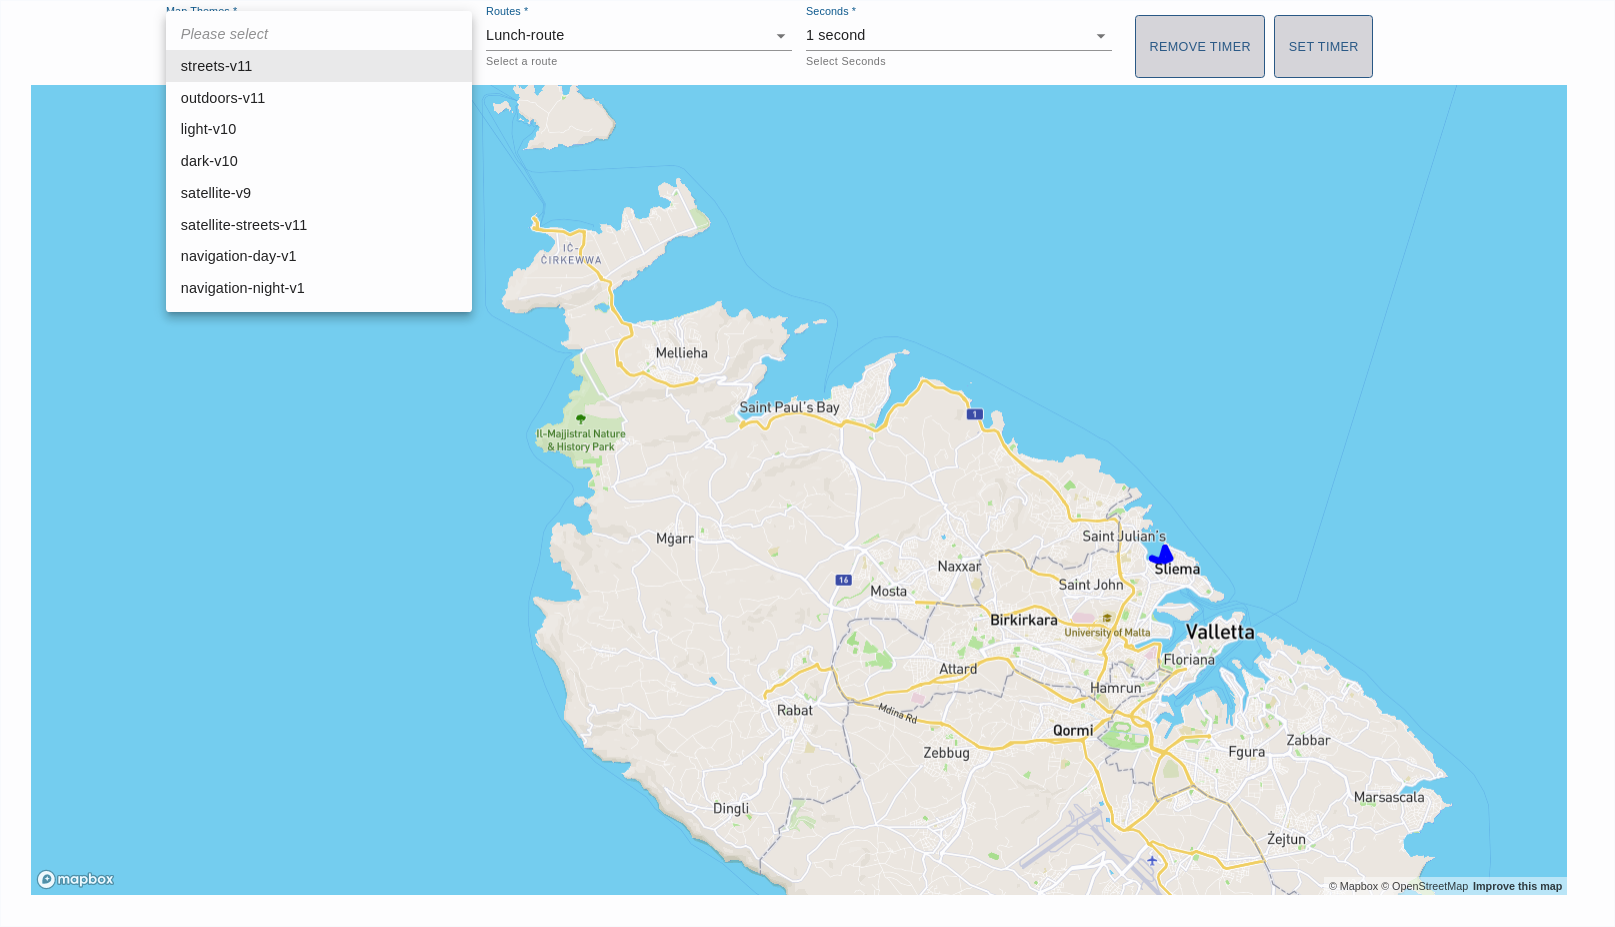 Map Themes *
Please select
streets-v11
outdoors-v11
light-v10
dark-v10
satellite-v9
satellite-streets-v11
navigation-day-v1
navigation-night-v1
Routes *
Lunch-route
Select a route
Seconds *
1 second
Select Seconds
REMOVE TIMER
SET TIMER
IĊ-
ĊIRKEWWA
Mellieha
Saint Paul's Bay
1
Il-Majjistral Nature
& History Park
Saint Julian's
Mġarr
Sliema
Naxxar
16
Saint John
Mosta
Birkirkara
University of Malta
Valletta
Floriana
Attard
Hamrun
Rabat
Mdina Rd
Qormi
Zabbar
Zebbug
Fgura
Marsascala
Dingli
Żejtun
mapbox
© Mapbox © OpenStreetMap Improve this map